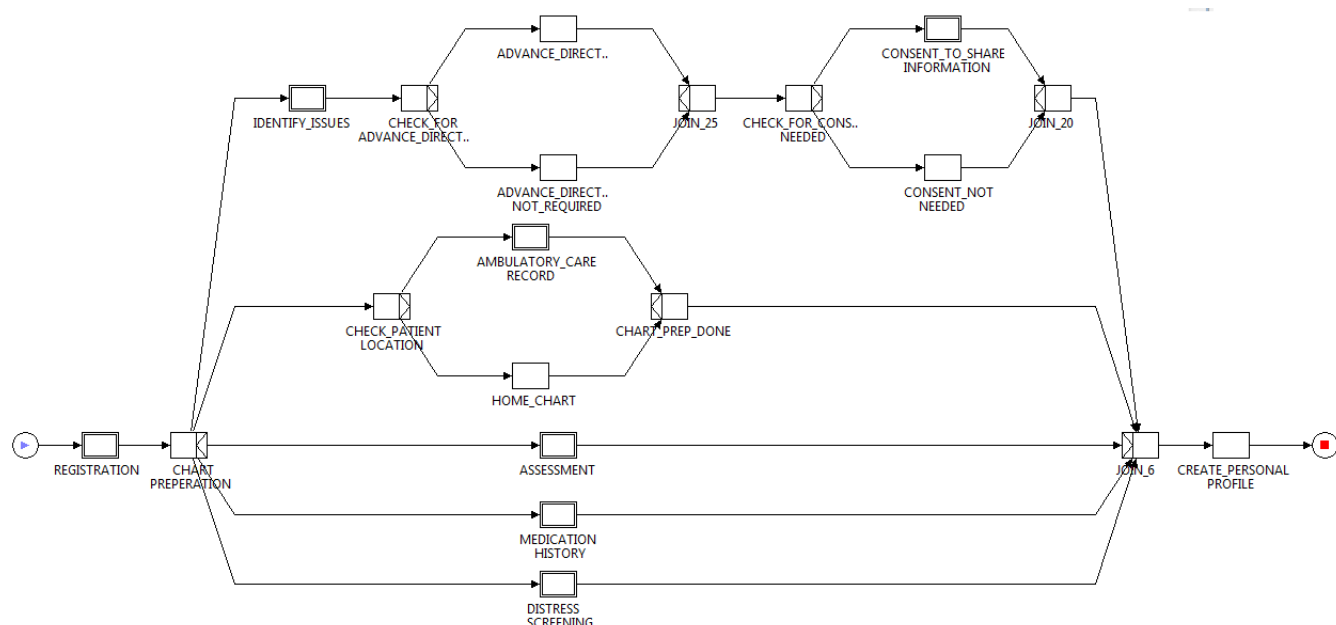 ADVANCE_DIRECT..
CONSENT_TO_SHARE
INFORMATION
IDENTIFY_ISSUES
CHECK_FOR
ADVANCE_DIRECT..
JOIN_25
CHECK_FOR_CONS..
NEEDED
JOIN_20
ADVANCE_DIRECT..
NOT_REQUIRED
CONSENT_NOT
NEEDED
AMBULATORY_CARE
RECORD
CHECK_PATIENT
LOCATION
CHART_PREP_DONE
HOME_CHART
REGISTRATION
CHART
PREPERATION
ASSESSMENT
JOIN_6
CREATE_PERSONAL
PROFILE
MEDICATION
HISTORY
DISTRESS
SCREENING